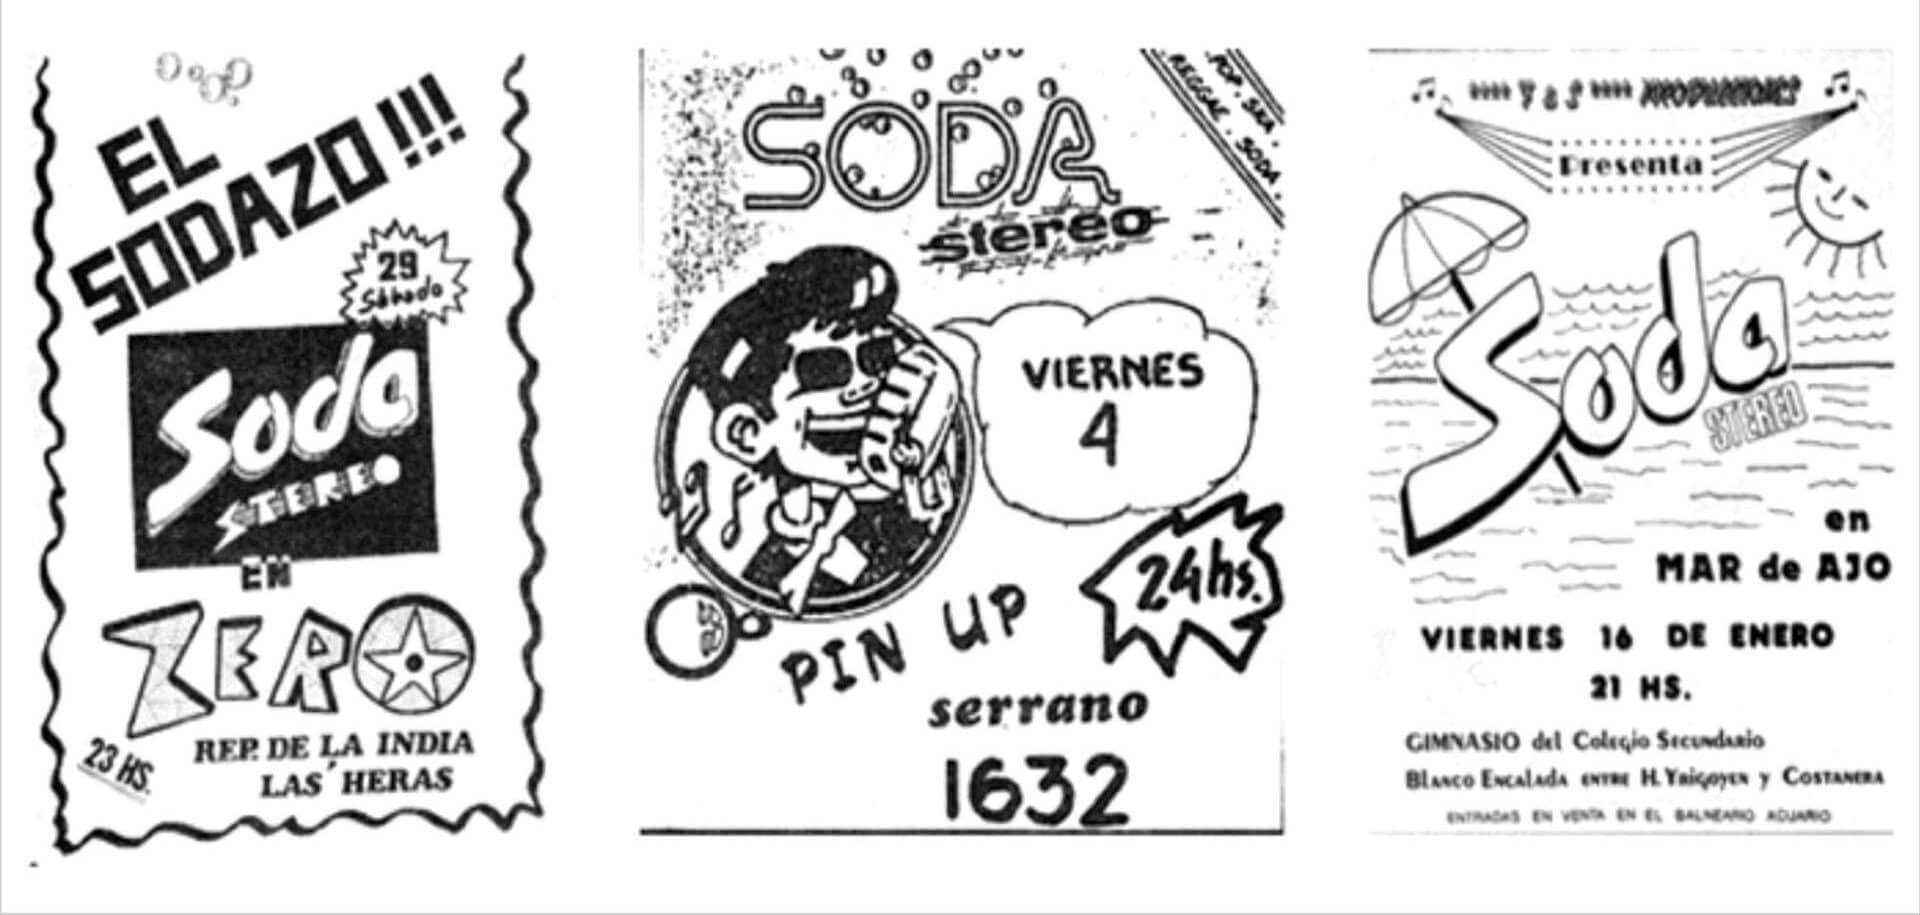 EL
SODAZO!!!
29
Sábado
Soda
STEREO
EN
ZERO
23 HS.
REP. DE LA INDIA
LAS HERAS
REGGAE . SODA .
POP . SKA .
SODA
stereo
VIERNES
4
24hs.
PIN UP
serrano
1632
Y & S PRODUCCIONES
Presenta
Soda
STEREO
en
MAR de AJO
VIERNES 16 DE ENERO
21 HS.
GIMNASIO del Colegio Secundario
Blanco Encalada entre H. Yrigoyen y Costanera
ENTRADAS EN VENTA EN EL BALNEARIO ACUARIO